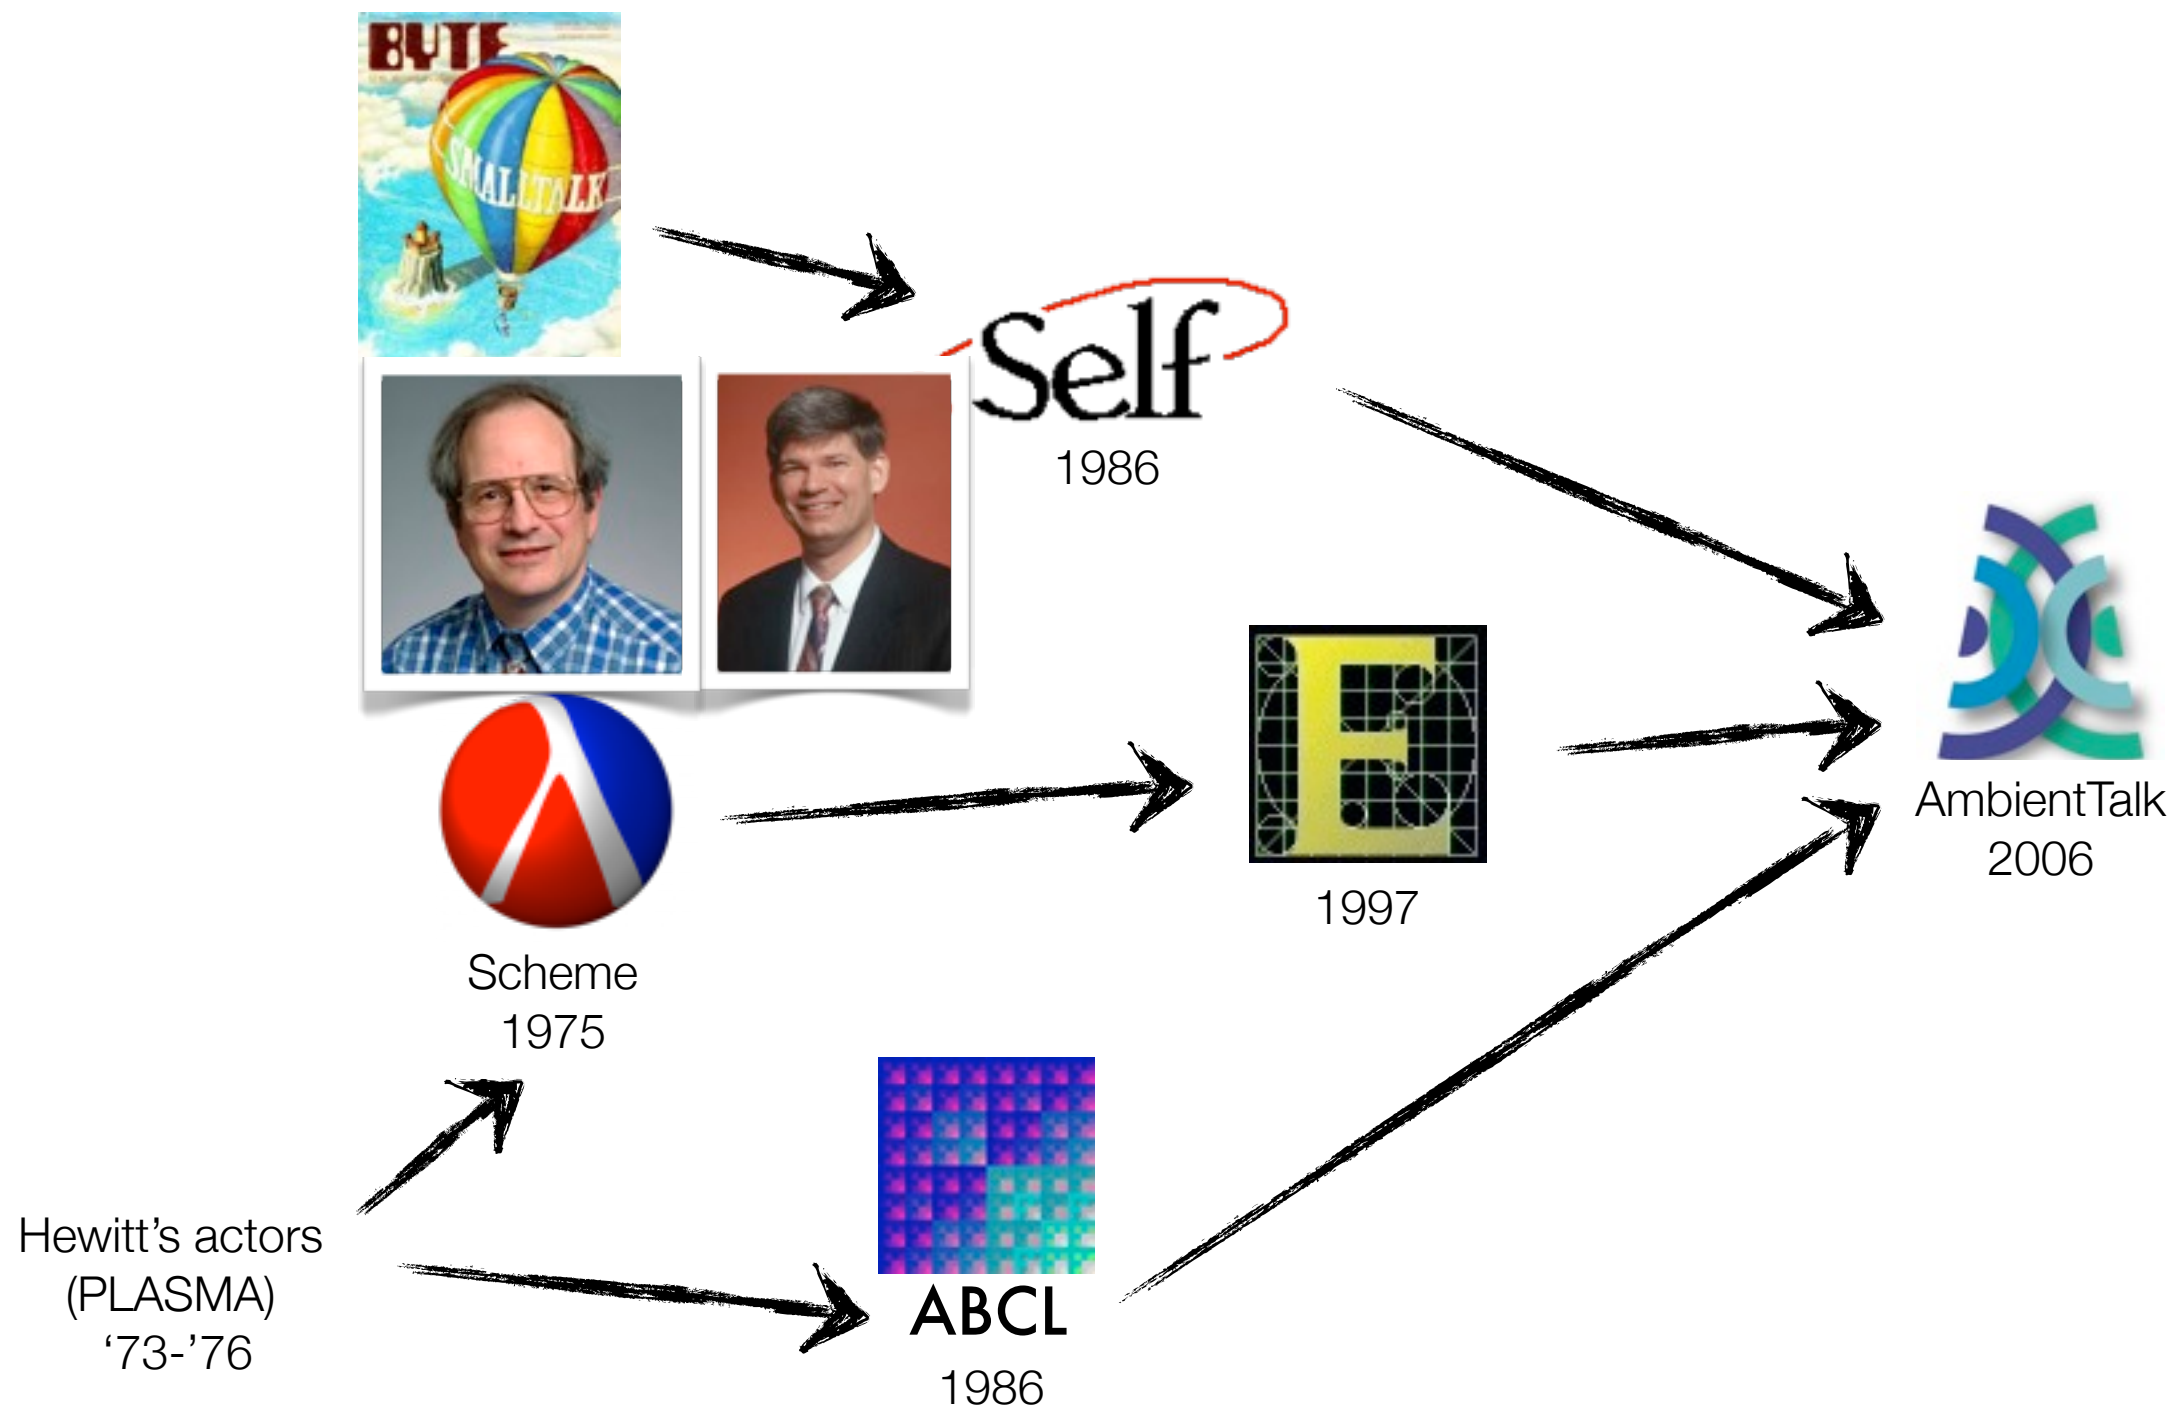 BYTE
SMALLTALK
Self
1986
E
1997
AmbientTalk
2006
Scheme
1975
Hewitt’s actors
(PLASMA)
‘73-’76
ABCL
1986